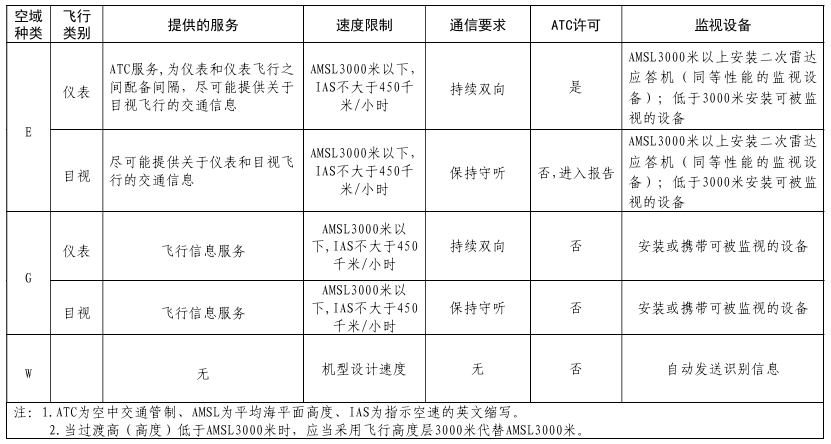 空域种类 飞行类别 提供的服务 速度限制 通信要求 ATC许可 监视设备
E
仪表
ATC服务,为仪表和仪表飞行之
间配备间隔，尽可能提供关于
目视飞行的交通信息
AMSL3000米以下，
IAS不大于450千
米/小时
持续双向
是
AMSL3000米以上安装二次雷达
应答机（同等性能的监视设
备）；低于3000米安装可被监
视的设备
目视
尽可能提供关于仪表和目视飞
行的交通信息
AMSL3000米以下，
IAS不大于450千
米/小时
保持守听
否,进入报告
AMSL3000米以上安装二次雷达
应答机（同等性能的监视设
备）；低于3000米安装可被监
视的设备
G
仪表
飞行信息服务
AMSL3000米以
下,IAS不大于450
千米/小时
持续双向
否
安装或携带可被监视的设备
目视
飞行信息服务
AMSL3000米以
下,IAS不大于450
千米/小时
保持守听
否
安装或携带可被监视的设备
W
无
机型设计速度
无
否
自动发送识别信息
注：1.ATC为空中交通管制、AMSL为平均海平面高度、IAS为指示空速的英文缩写。
2.当过渡高（高度）低于AMSL3000米时，应当采用飞行高度层3000米代替AMSL3000米。